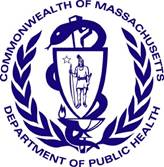 COMMONWEALTH OF MASSACHUSETTS
DEPARTMENT OF PUBLIC HEALTH